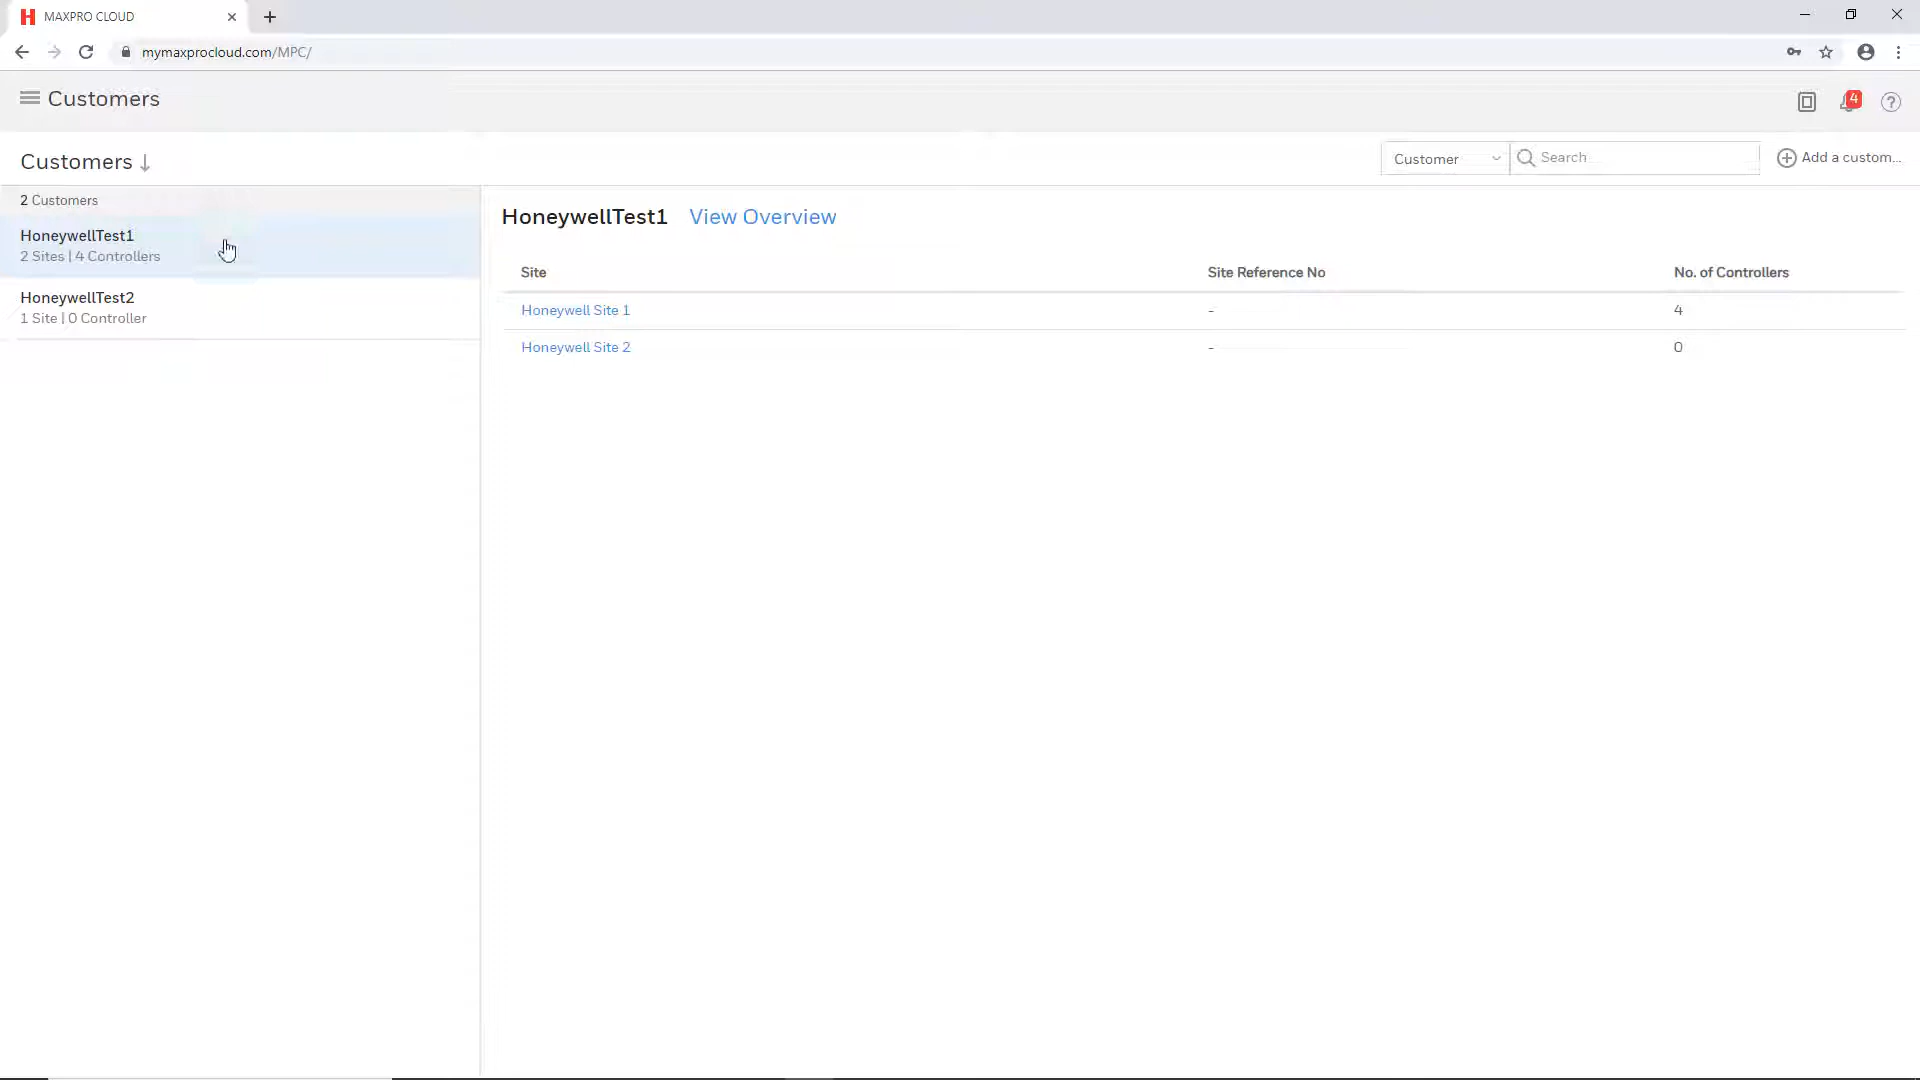 MAXPRO CLOUD
mymaxprocloud.com/MPC/
Customers
4
Customers
Customer
Search
Add a custom...
2 Customers
HoneywellTest1
2 Sites | 4 Controllers
HoneywellTest2
1 Site | 0 Controller
HoneywellTest1 View Overview
Site Site Reference No No. of Controllers
Honeywell Site 1 - 4
Honeywell Site 2 - 0